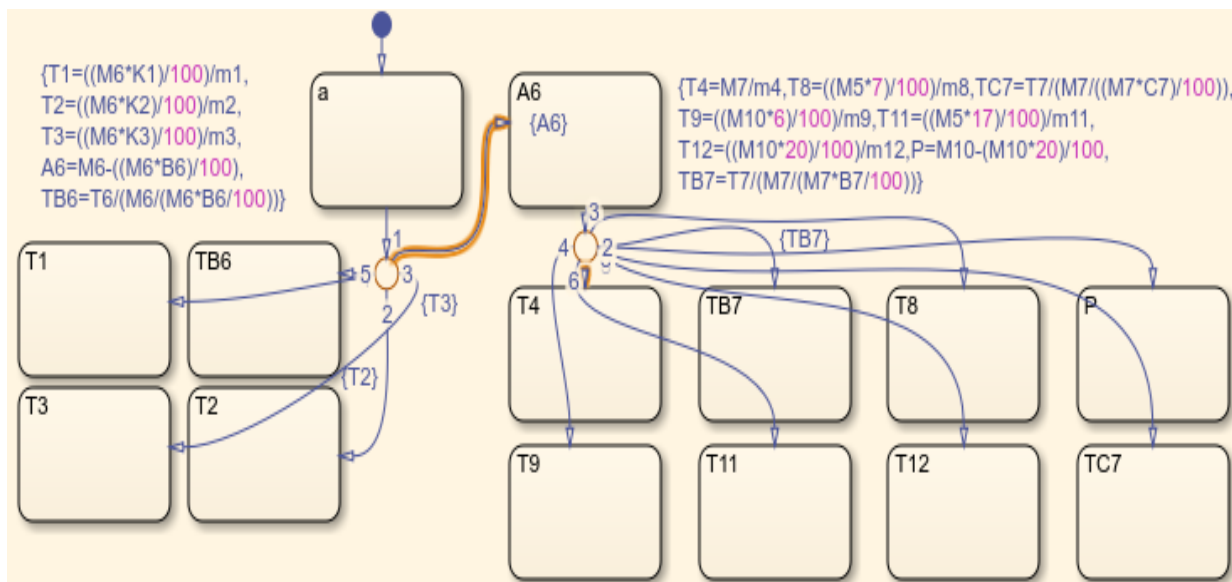 {T1=((M6*K1)/100)/m1,
T2=((M6*K2)/100)/m2,
T3=((M6*K3)/100)/m3,
A6=M6-((M6*B6)/100),
TB6=T6/(M6/(M6*B6/100))}
a
A6
{A6}
{T4=M7/m4,T8=((M5*7)/100)/m8,TC7=T7/(M7/((M7*C7)/100)),
T9=((M10*6)/100)/m9,T11=((M5*17)/100)/m11,
T12=((M10*20)/100)/m12,P=M10-(M10*20)/100,
TB7=T7/(M7/(M7*B7/100))}
1
5
3
2
{T3}
{T2}
3
4
2
6
{TB7}
T1
TB6
T3
T2
T4
TB7
T8
P
T9
T11
T12
TC7